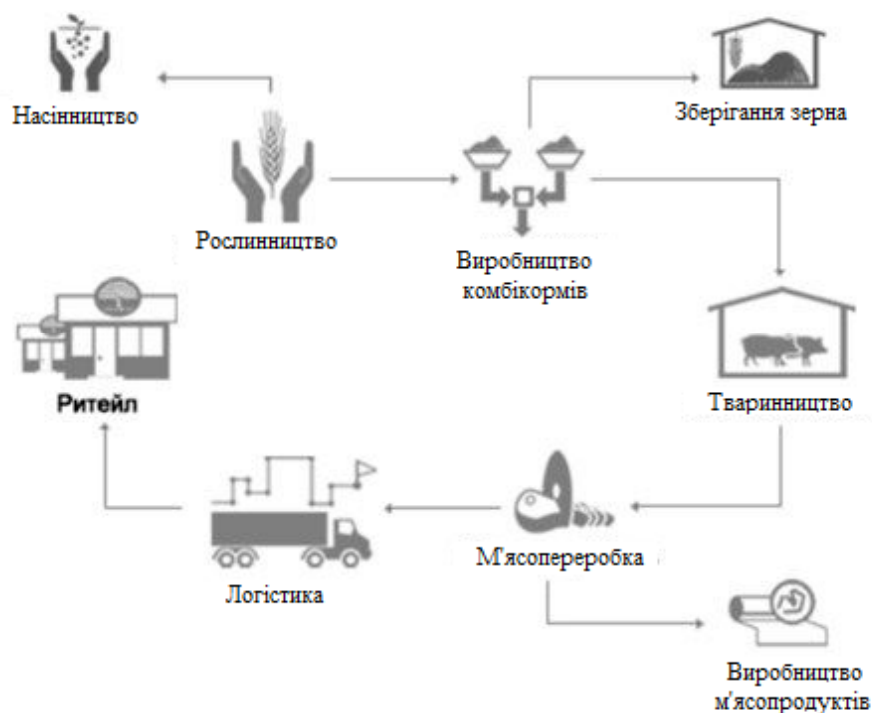 Насінництво
Зберігання зерна
Рослинництво
Виробництво
комбікормів
Ритейл
Тваринництво
М'ясопереробка
Логістика
Виробництво
м'ясопродуктів